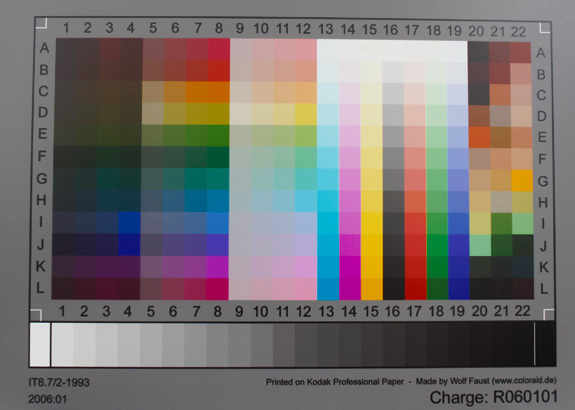 1 2 3 4 5 6 7 8 9 10 11 12 13 14 15 16 17 18 19 20 21 22
A A
B B
C C
D D
E E
F F
G G
H H
I I
J J
K K
L L
1 2 3 4 5 6 7 8 9 10 11 12 13 14 15 16 17 18 19 20 21 22
IT8.7/2-1993 Printed on Kodak Professional Paper - Made by Wolf Faust (www.coloraid.de)
2006:01 Charge: R060101